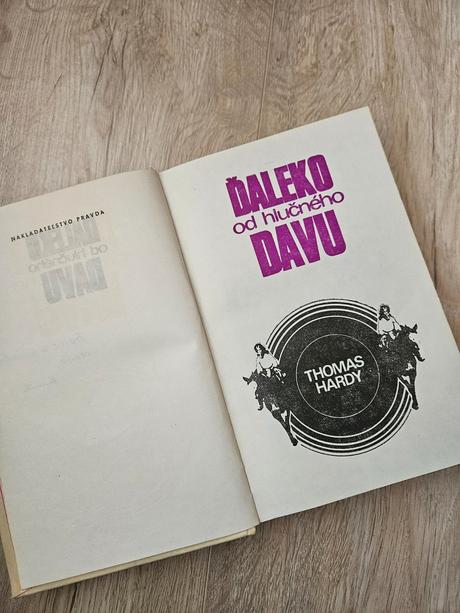 NAKLADATEĽSTVO PRAVDA
ĎALEKO
od hlučného
DAVU
THOMAS
HARDY